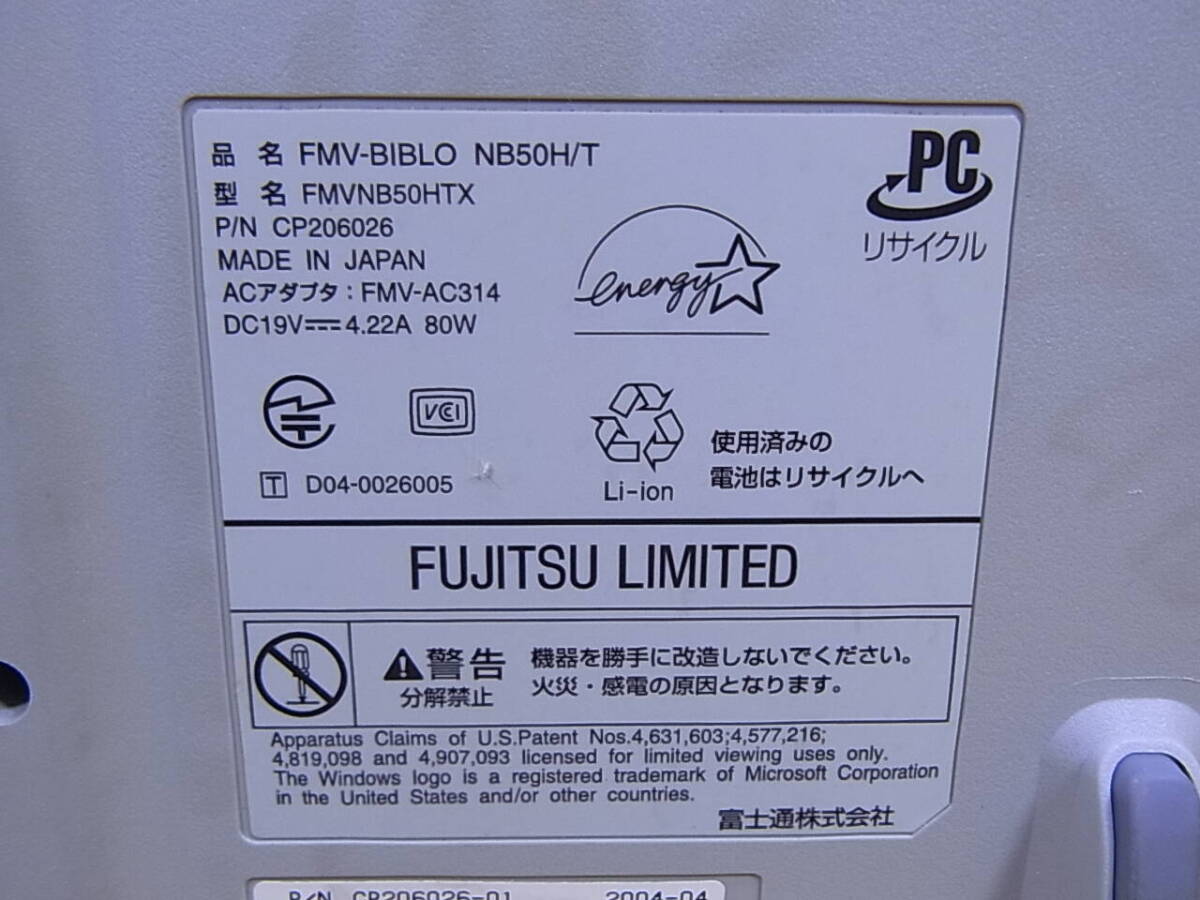 品 名 FMV-BIBLO NB50H/T
型 名 FMVNB50HTX
P/N CP206026
MADE IN JAPAN
ACアダプタ：FMV-AC314
DC19V⎓4.22A 80W
PC
リサイクル
energy
VCCI
T D04-0026005
Li-ion
使用済みの
電池はリサイクルへ
FUJITSU LIMITED
警告
分解禁止
機器を勝手に改造しないでください。
火災・感電の原因となります。
Apparatus Claims of U.S.Patent Nos.4,631,603;4,577,216;
4,819,098 and 4,907,093 licensed for limited viewing uses only.
The Windows logo is a registered trademark of Microsoft Corporation
in the United States and/or other countries.
富士通株式会社
P/N CP206026-01 2004-04